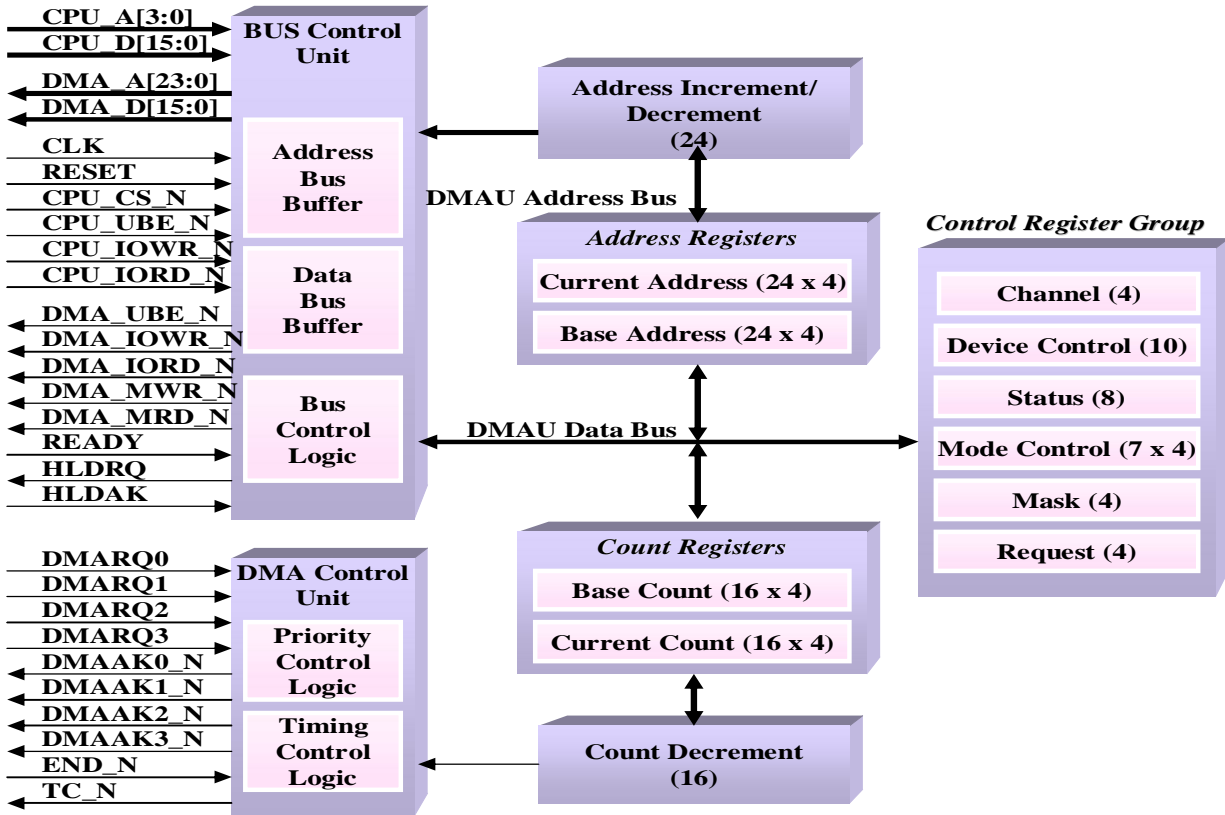 CPU_A[3:0]
CPU_D[15:0]
DMA_A[23:0]
DMA_D[15:0]
CLK
RESET
CPU_CS_N
CPU_UBE_N
CPU_IOWR_N
CPU_IORD_N
DMA_UBE_N
DMA_IOWR_N
DMA_IORD_N
DMA_MWR_N
DMA_MRD_N
READY
HLDRQ
HLDAK
BUS Control
Unit
Address
Bus
Buffer
Data
Bus
Buffer
Bus
Control
Logic
DMARQ0
DMARQ1
DMARQ2
DMARQ3
DMAAK0_N
DMAAK1_N
DMAAK2_N
DMAAK3_N
END_N
TC_N
DMA Control
Unit
Priority
Control
Logic
Timing
Control
Logic
Address Increment/
Decrement
(24)
DMAU Address Bus
Address Registers
Current Address (24 x 4)
Base Address (24 x 4)
DMAU Data Bus
Count Registers
Base Count (16 x 4)
Current Count (16 x 4)
Count Decrement
(16)
Control Register Group
Channel (4)
Device Control (10)
Status (8)
Mode Control (7 x 4)
Mask (4)
Request (4)